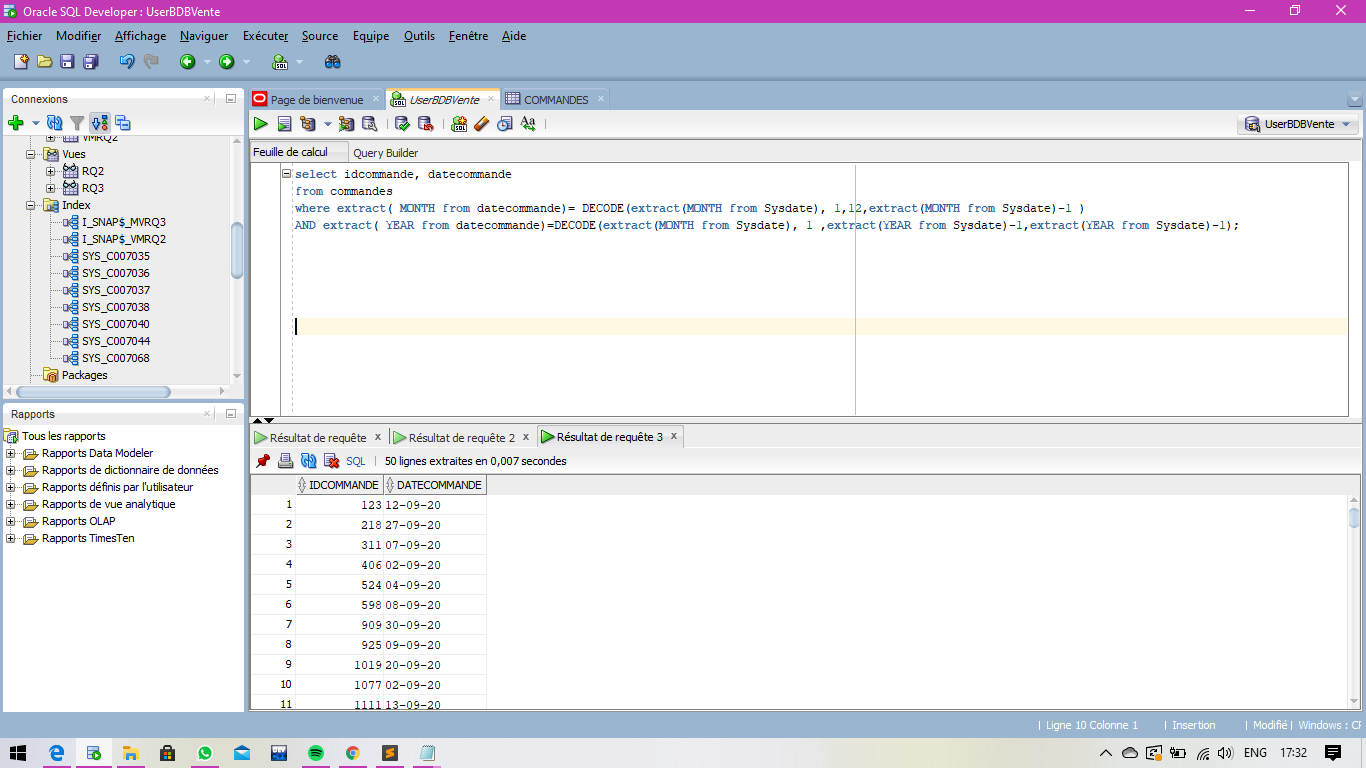 Oracle SQL Developer : UserBDBVente
Fichier Modifier Affichage Naviguer Exécuter Source Equipe Outils Fenêtre Aide
Connexions
VMRQ2
Vues
RQ2
RQ3
Index
I_SNAP$_MVRQ3
I_SNAP$_VMRQ2
SYS_C007035
SYS_C007036
SYS_C007037
SYS_C007038
SYS_C007040
SYS_C007044
SYS_C007068
Packages
Rapports
Tous les rapports
Rapports Data Modeler
Rapports de dictionnaire de données
Rapports définis par l'utilisateur
Rapports de vue analytique
Rapports OLAP
Rapports TimesTen
Page de bienvenue UserBDBVente COMMANDES
UserBDBVente
Feuille de calcul Query Builder
select idcommande, datecommande
from commandes
where extract( MONTH from datecommande)= DECODE(extract(MONTH from Sysdate), 1,12,extract(MONTH from Sysdate)-1 )
AND extract( YEAR from datecommande)=DECODE(extract(MONTH from Sysdate), 1 ,extract(YEAR from Sysdate)-1,extract(YEAR from Sysdate)-1);
Résultat de requête x Résultat de requête 2 x Résultat de requête 3 x
SQL | 50 lignes extraites en 0,007 secondes
IDCOMMANDE DATECOMMANDE
1 123 12-09-20
2 218 27-09-20
3 311 07-09-20
4 406 02-09-20
5 524 04-09-20
6 598 08-09-20
7 909 30-09-20
8 925 09-09-20
9 1019 20-09-20
10 1077 02-09-20
11 1111 13-09-20
| Ligne 10 Colonne 1 | Insertion | Modifié | Windows : CF
ENG 17:32